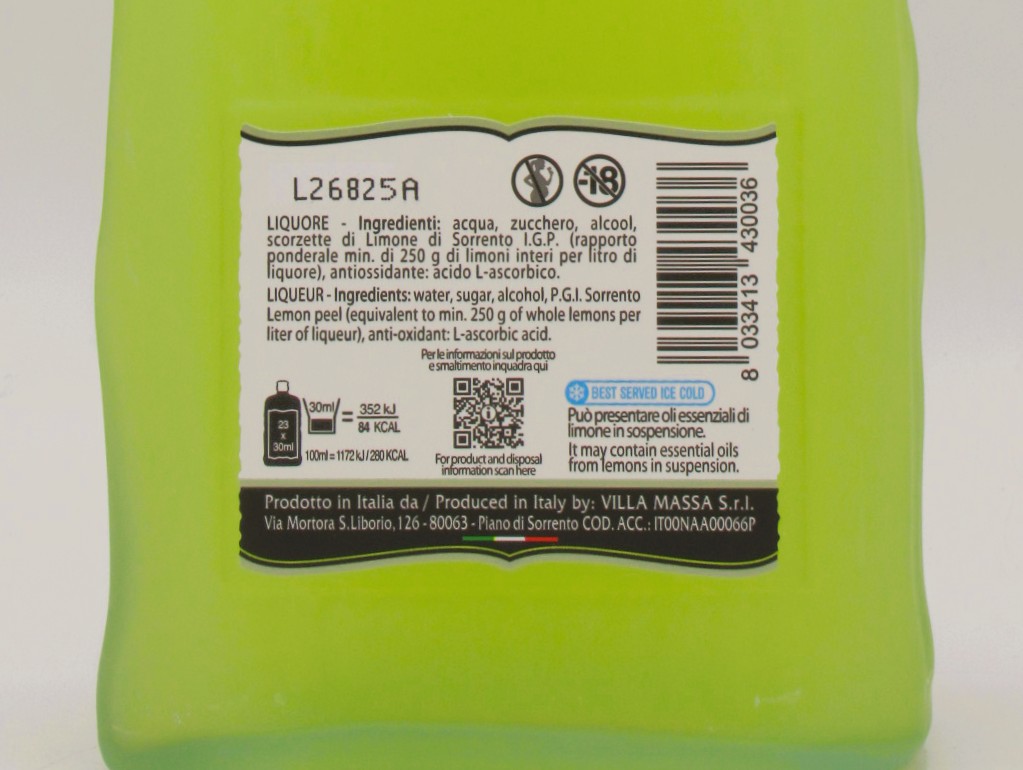 L26825A
-18
LIQUORE - Ingredienti: acqua, zucchero, alcool,
scorzette di Limone di Sorrento I.G.P. (rapporto
ponderale min. di 250 g di limoni interi per litro di
liquore), antiossidante: acido L-ascorbico.
LIQUEUR - Ingredients: water, sugar, alcohol, P.G.I. Sorrento
Lemon peel (equivalent to min. 250 g of whole lemons per
liter of liqueur), anti-oxidant: L-ascorbic acid.
8 033413 430036
Per le informazioni sul prodotto
e smaltimento inquadra qui
23
x
30ml
30ml
=
352 kJ
84 KCAL
100ml = 1172 kJ / 280 KCAL
For product and disposal
information scan here
BEST SERVED ICE COLD
Può presentare oli essenziali di
limone in sospensione.
It may contain essential oils
from lemons in suspension.
Prodotto in Italia da / Produced in Italy by: VILLA MASSA S.r.l.
Via Mortora S.Liborio, 126 - 80063 - Piano di Sorrento COD. ACC.: IT00NAA00066P